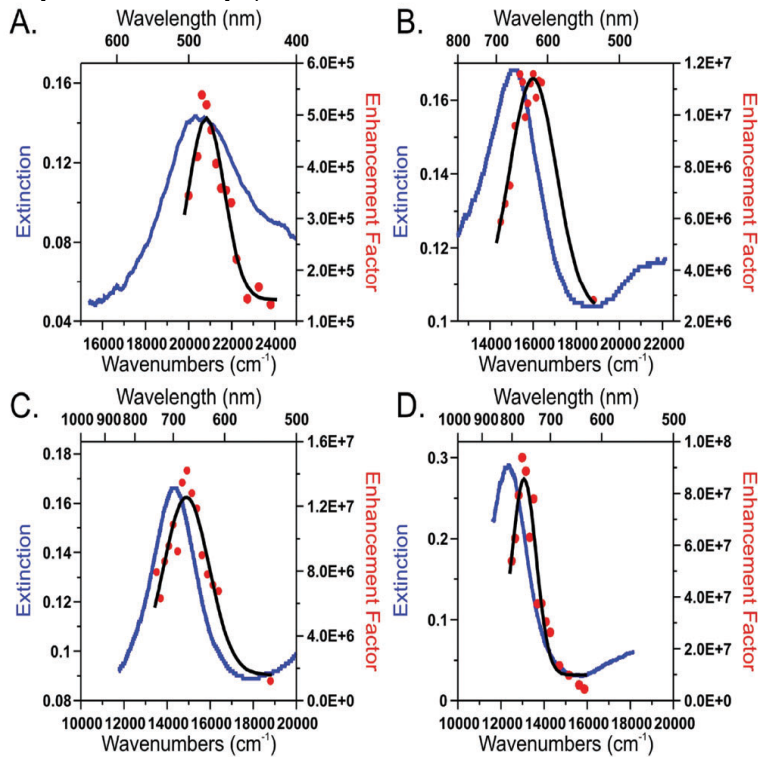 A.
Wavelength (nm)
600 500 400
Extinction
0.16
0.12
0.08
0.04
6.0E+5
5.0E+5
4.0E+5
3.0E+5
2.0E+5
1.0E+5
Enhancement Factor
16000 18000 20000 22000 24000
Wavenumbers (cm-1)
B.
Wavelength (nm)
800 700 600 500
Extinction
0.16
0.14
0.12
0.1
1.2E+7
1.0E+7
8.0E+6
6.0E+6
4.0E+6
2.0E+6
Enhancement Factor
14000 16000 18000 20000 22000
Wavenumbers (cm-1)
C.
Wavelength (nm)
1000 900 800 700 600 500
Extinction
0.18
0.16
0.14
0.12
0.1
0.08
1.6E+7
1.2E+7
8.0E+6
4.0E+6
0.0E+0
Enhancement Factor
10000 12000 14000 16000 18000 20000
Wavenumbers (cm-1)
D.
Wavelength (nm)
1000 900 800 700 600 500
Extinction
0.3
0.2
0.1
0
1.0E+8
8.0E+7
6.0E+7
4.0E+7
2.0E+7
0.0E+0
Enhancement Factor
10000 12000 14000 16000 18000 20000
Wavenumbers (cm-1)